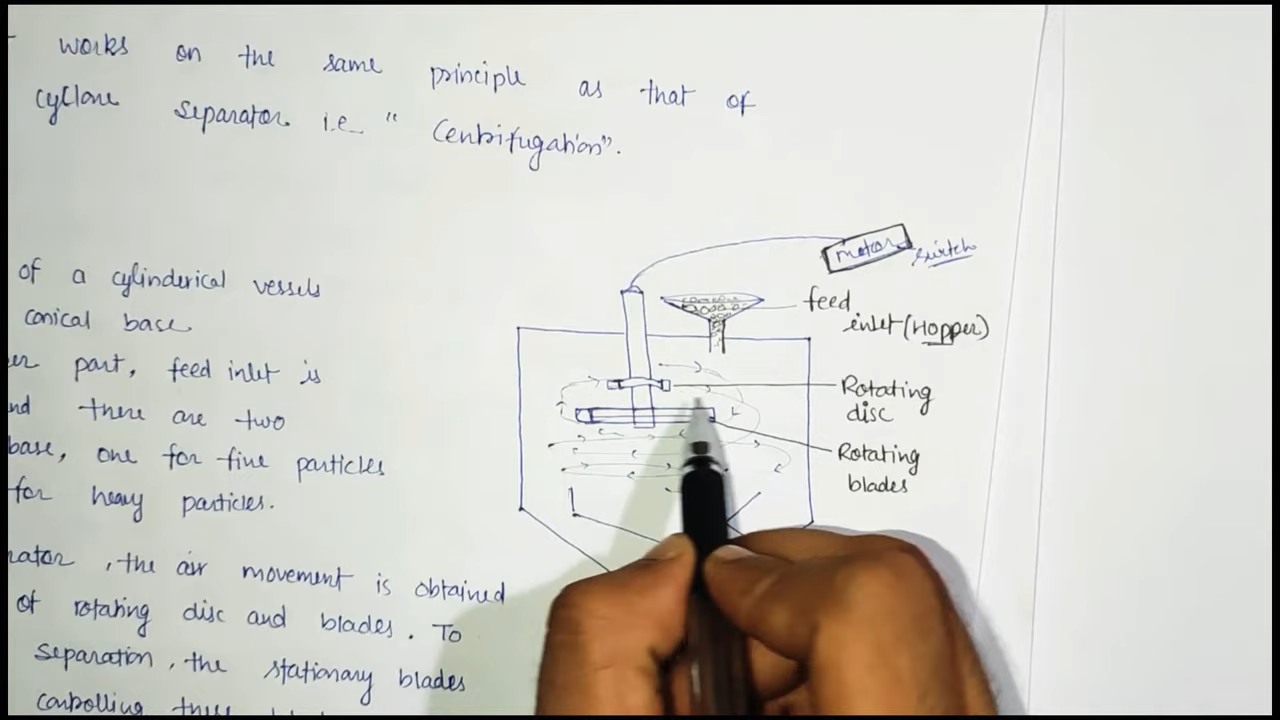 works on the same principle as that of
cyclone separator i.e " Centrifugation".
of a cylinderical vessels
conical base
part, feed inlet is
there are two
base, one for fine particles
for heavy particles.
, the air movement is obtained
of rotating disc and blades. To
separation, the stationary blades
controlling these
motor
switch
feed
inlet (Hopper)
Rotating
disc
Rotating
blades